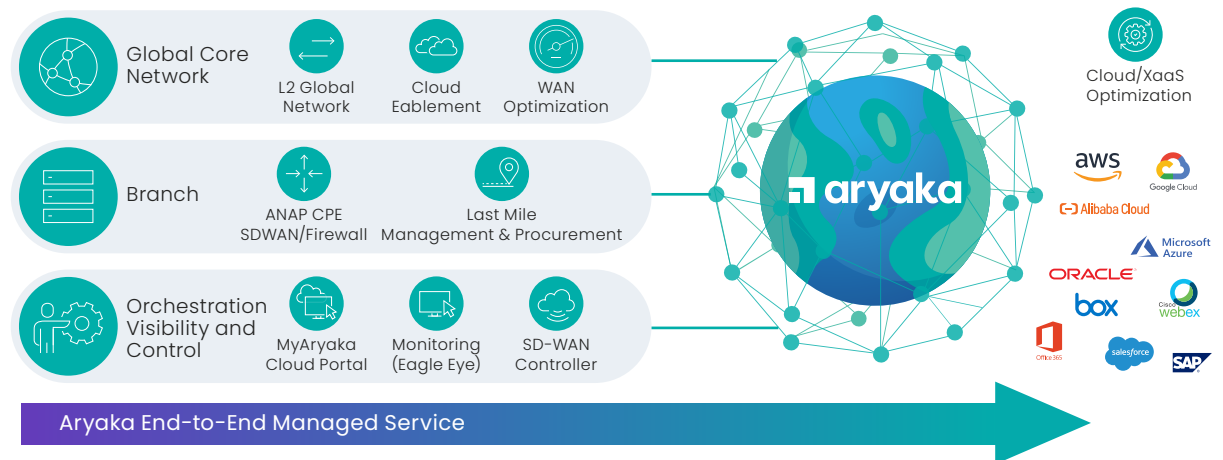 Global Core
Network
L2 Global
Network
Cloud
Eablement
WAN
Optimization
Branch
ANAP CPE
SDWAN/Firewall
Last Mile
Management & Procurement
Orchestration
Visibility and
Control
MyAryaka
Cloud Portal
Monitoring
(Eagle Eye)
SD-WAN
Controller
aryaka
Cloud/XaaS
Optimization
aws
Google Cloud
Alibaba Cloud
Microsoft
Azure
ORACLE
box
Cisco
webex
Office 365
salesforce
SAP
Aryaka End-to-End Managed Service